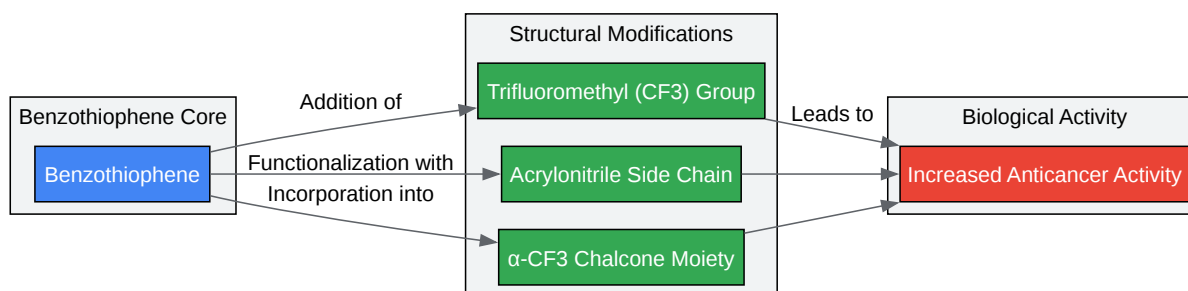 Structural Modifications
Trifluoromethyl (CF3) Group
Addition of
Leads to
Benzothiophene Core
Biological Activity
Benzothiophene
Functionalization with
Acrylonitrile Side Chain
Increased Anticancer Activity
Incorporation into
α-CF3 Chalcone Moiety